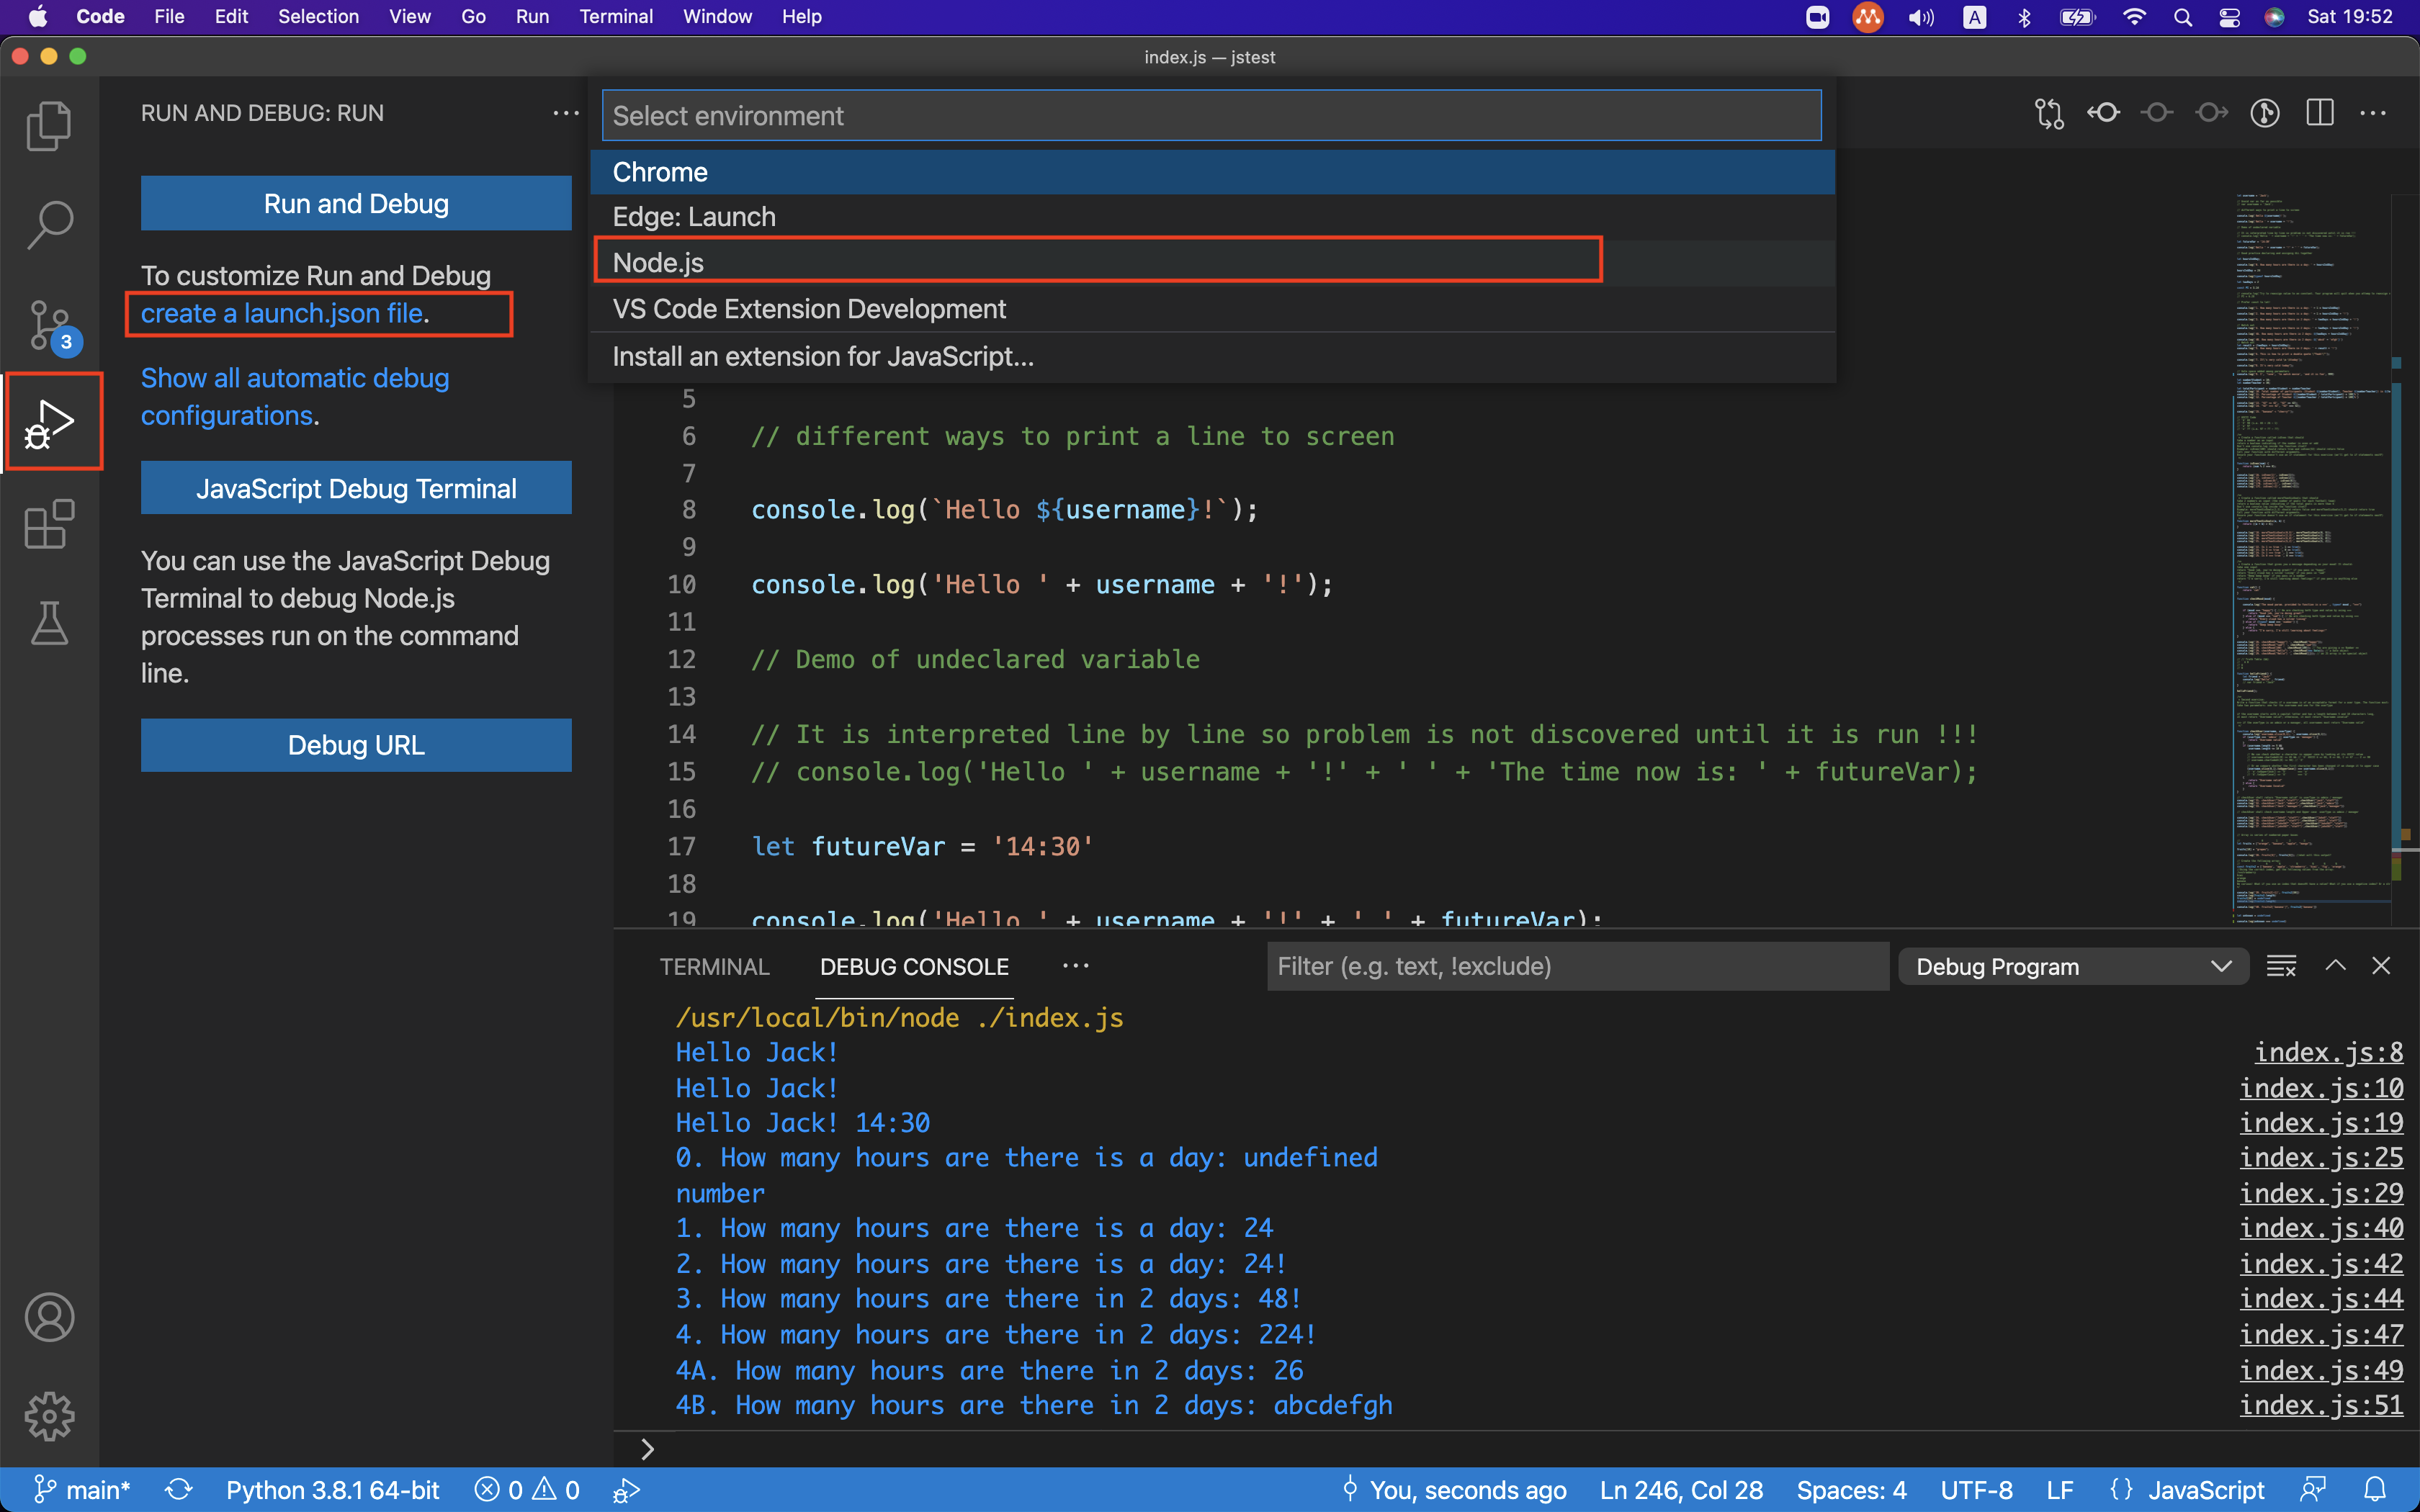 Code File Edit Selection View Go Run Terminal Window Help
A
Sat 19:52
index.js — jstest
RUN AND DEBUG: RUN
Run and Debug
To customize Run and Debug
create a launch.json file.
3
Show all automatic debug
configurations.
JavaScript Debug Terminal
You can use the JavaScript Debug
Terminal to debug Node.js
processes run on the command
line.
Debug URL
Select environment
Chrome
Edge: Launch
Node.js
VS Code Extension Development
Install an extension for JavaScript...
5
6 // different ways to print a line to screen
7
8 console.log(`Hello ${username}!`);
9
10 console.log('Hello ' + username + '!');
11
12 // Demo of undeclared variable
13
14 // It is interpreted line by line so problem is not discovered until it is run !!!
15 // console.log('Hello ' + username + '!' + ' ' + 'The time now is: ' + futureVar);
16
17 let futureVar = '14:30'
18
19 console.log('Hello ' + username + '!' + ' ' + futureVar);
TERMINAL DEBUG CONSOLE
Filter (e.g. text, !exclude)
Debug Program
/usr/local/bin/node ./index.js
Hello Jack! index.js:8
Hello Jack! index.js:10
Hello Jack! 14:30 index.js:19
0. How many hours are there is a day: undefined index.js:25
number index.js:29
1. How many hours are there is a day: 24 index.js:40
2. How many hours are there is a day: 24! index.js:42
3. How many hours are there in 2 days: 48! index.js:44
4. How many hours are there in 2 days: 224! index.js:47
4A. How many hours are there in 2 days: 26 index.js:49
4B. How many hours are there in 2 days: abcdefgh index.js:51
main* Python 3.8.1 64-bit 0 0 You, seconds ago Ln 246, Col 28 Spaces: 4 UTF-8 LF {} JavaScript